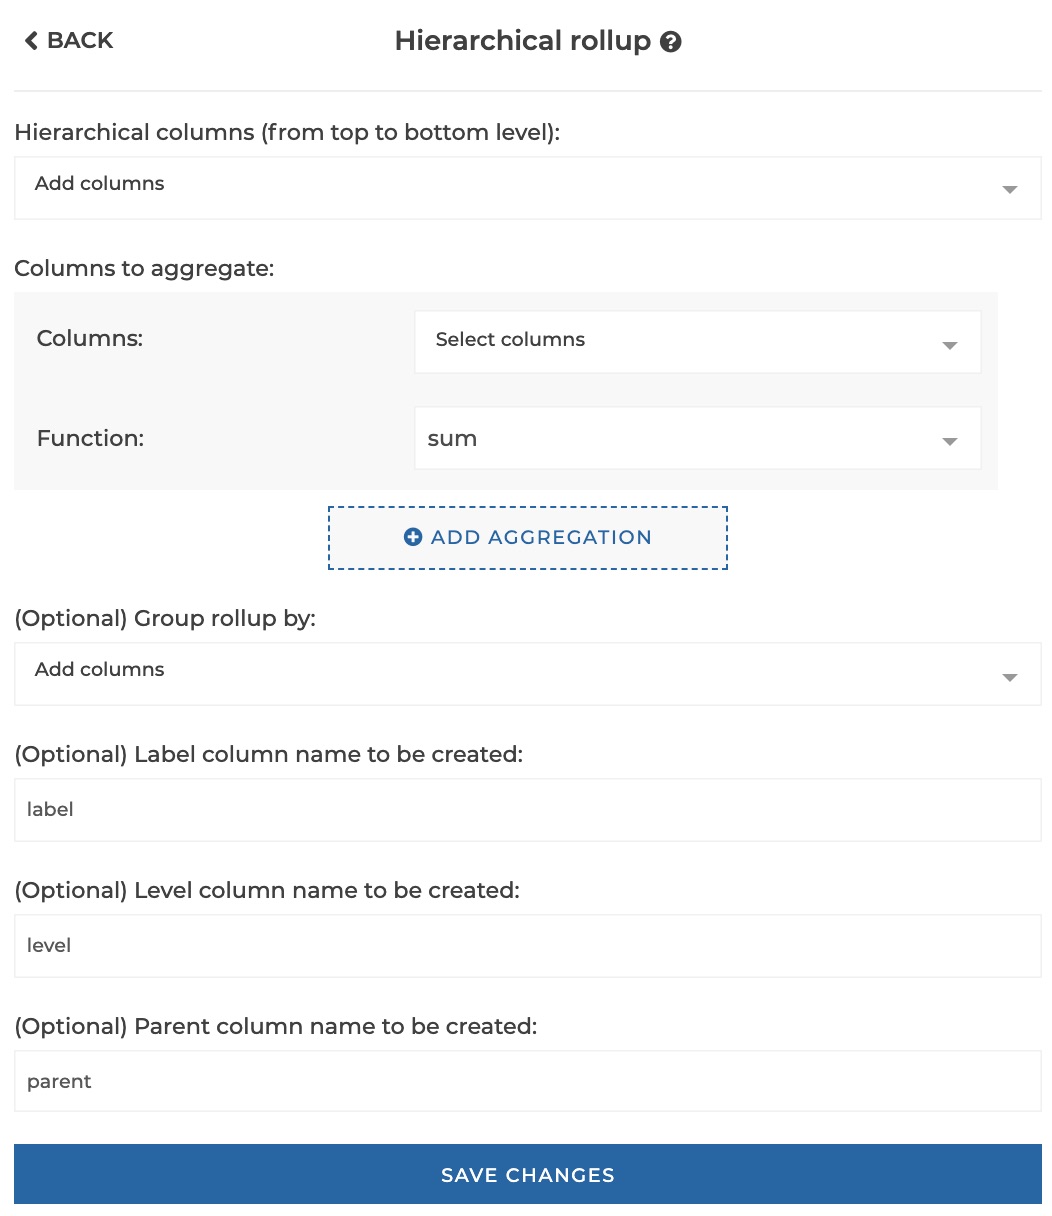 BACK
Hierarchical rollup ?
Hierarchical columns (from top to bottom level):
Add columns
Columns to aggregate:
Columns:
Select columns
Function:
sum
ADD AGGREGATION
(Optional) Group rollup by:
Add columns
(Optional) Label column name to be created:
label
(Optional) Level column name to be created:
level
(Optional) Parent column name to be created:
parent
SAVE CHANGES